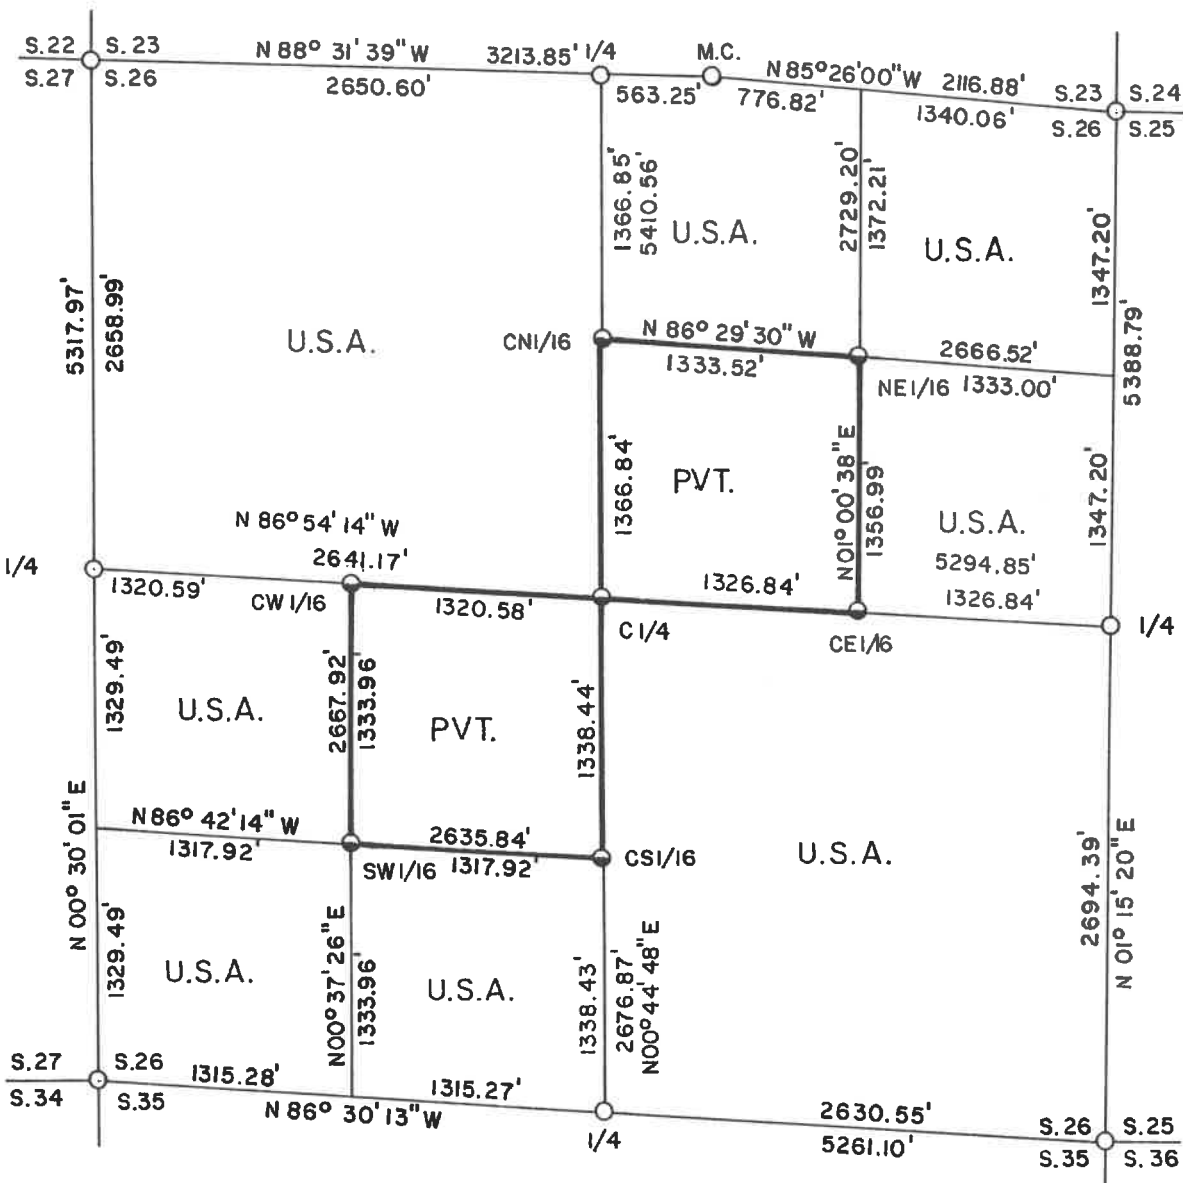 S.22 S.23
S.27 S.26
N 88° 31' 39" W
3213.85' 1/4
2650.60'
M.C.
563.25'
N 85°26'00" W
2116.88'
776.82'
1340.06'
S.23 S.24
S.26 S.25
1366.85'
5410.56'
U.S.A.
2729.20'
1372.21'
U.S.A.
1347.20'
5317.97'
2658.99'
U.S.A.
CN1/16
N 86° 29' 30" W
1333.52'
2666.52'
NE1/16 1333.00'
5388.79'
1366.84'
PVT.
N01°00'38" E
1356.99'
U.S.A.
5294.85'
1326.84'
1347.20'
N 86° 54' 14" W
2641.17'
1/4
1320.59'
CW 1/16
1320.58'
C 1/4
1326.84'
CE1/16
1/4
1329.49'
U.S.A.
2667.92'
1333.96'
PVT.
1338.44'
N 00° 30' 01" E
N86° 42' 14" W
1317.92'
2635.84'
SW1/16 1317.92'
CS1/16
U.S.A.
2694.39'
N 01° 15' 20" E
1329.49'
U.S.A.
N00°37'26" E
1333.96'
U.S.A.
1338.43'
2676.87'
N00°44'48" E
S.27 S.26
S.34 S.35
1315.28'
1315.27'
N 86° 30' 13" W
1/4
2630.55'
5261.10'
S.26 S.25
S.35 S.36